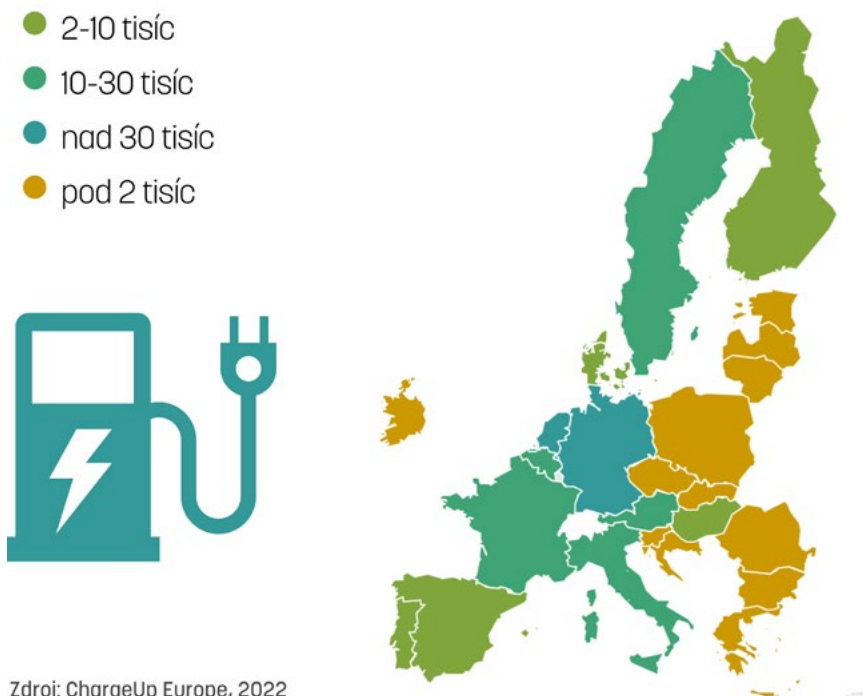 2-10 tisíc
10-30 tisíc
nad 30 tisíc
pod 2 tisíc
Zdroj: ChargeUp Europe, 2022